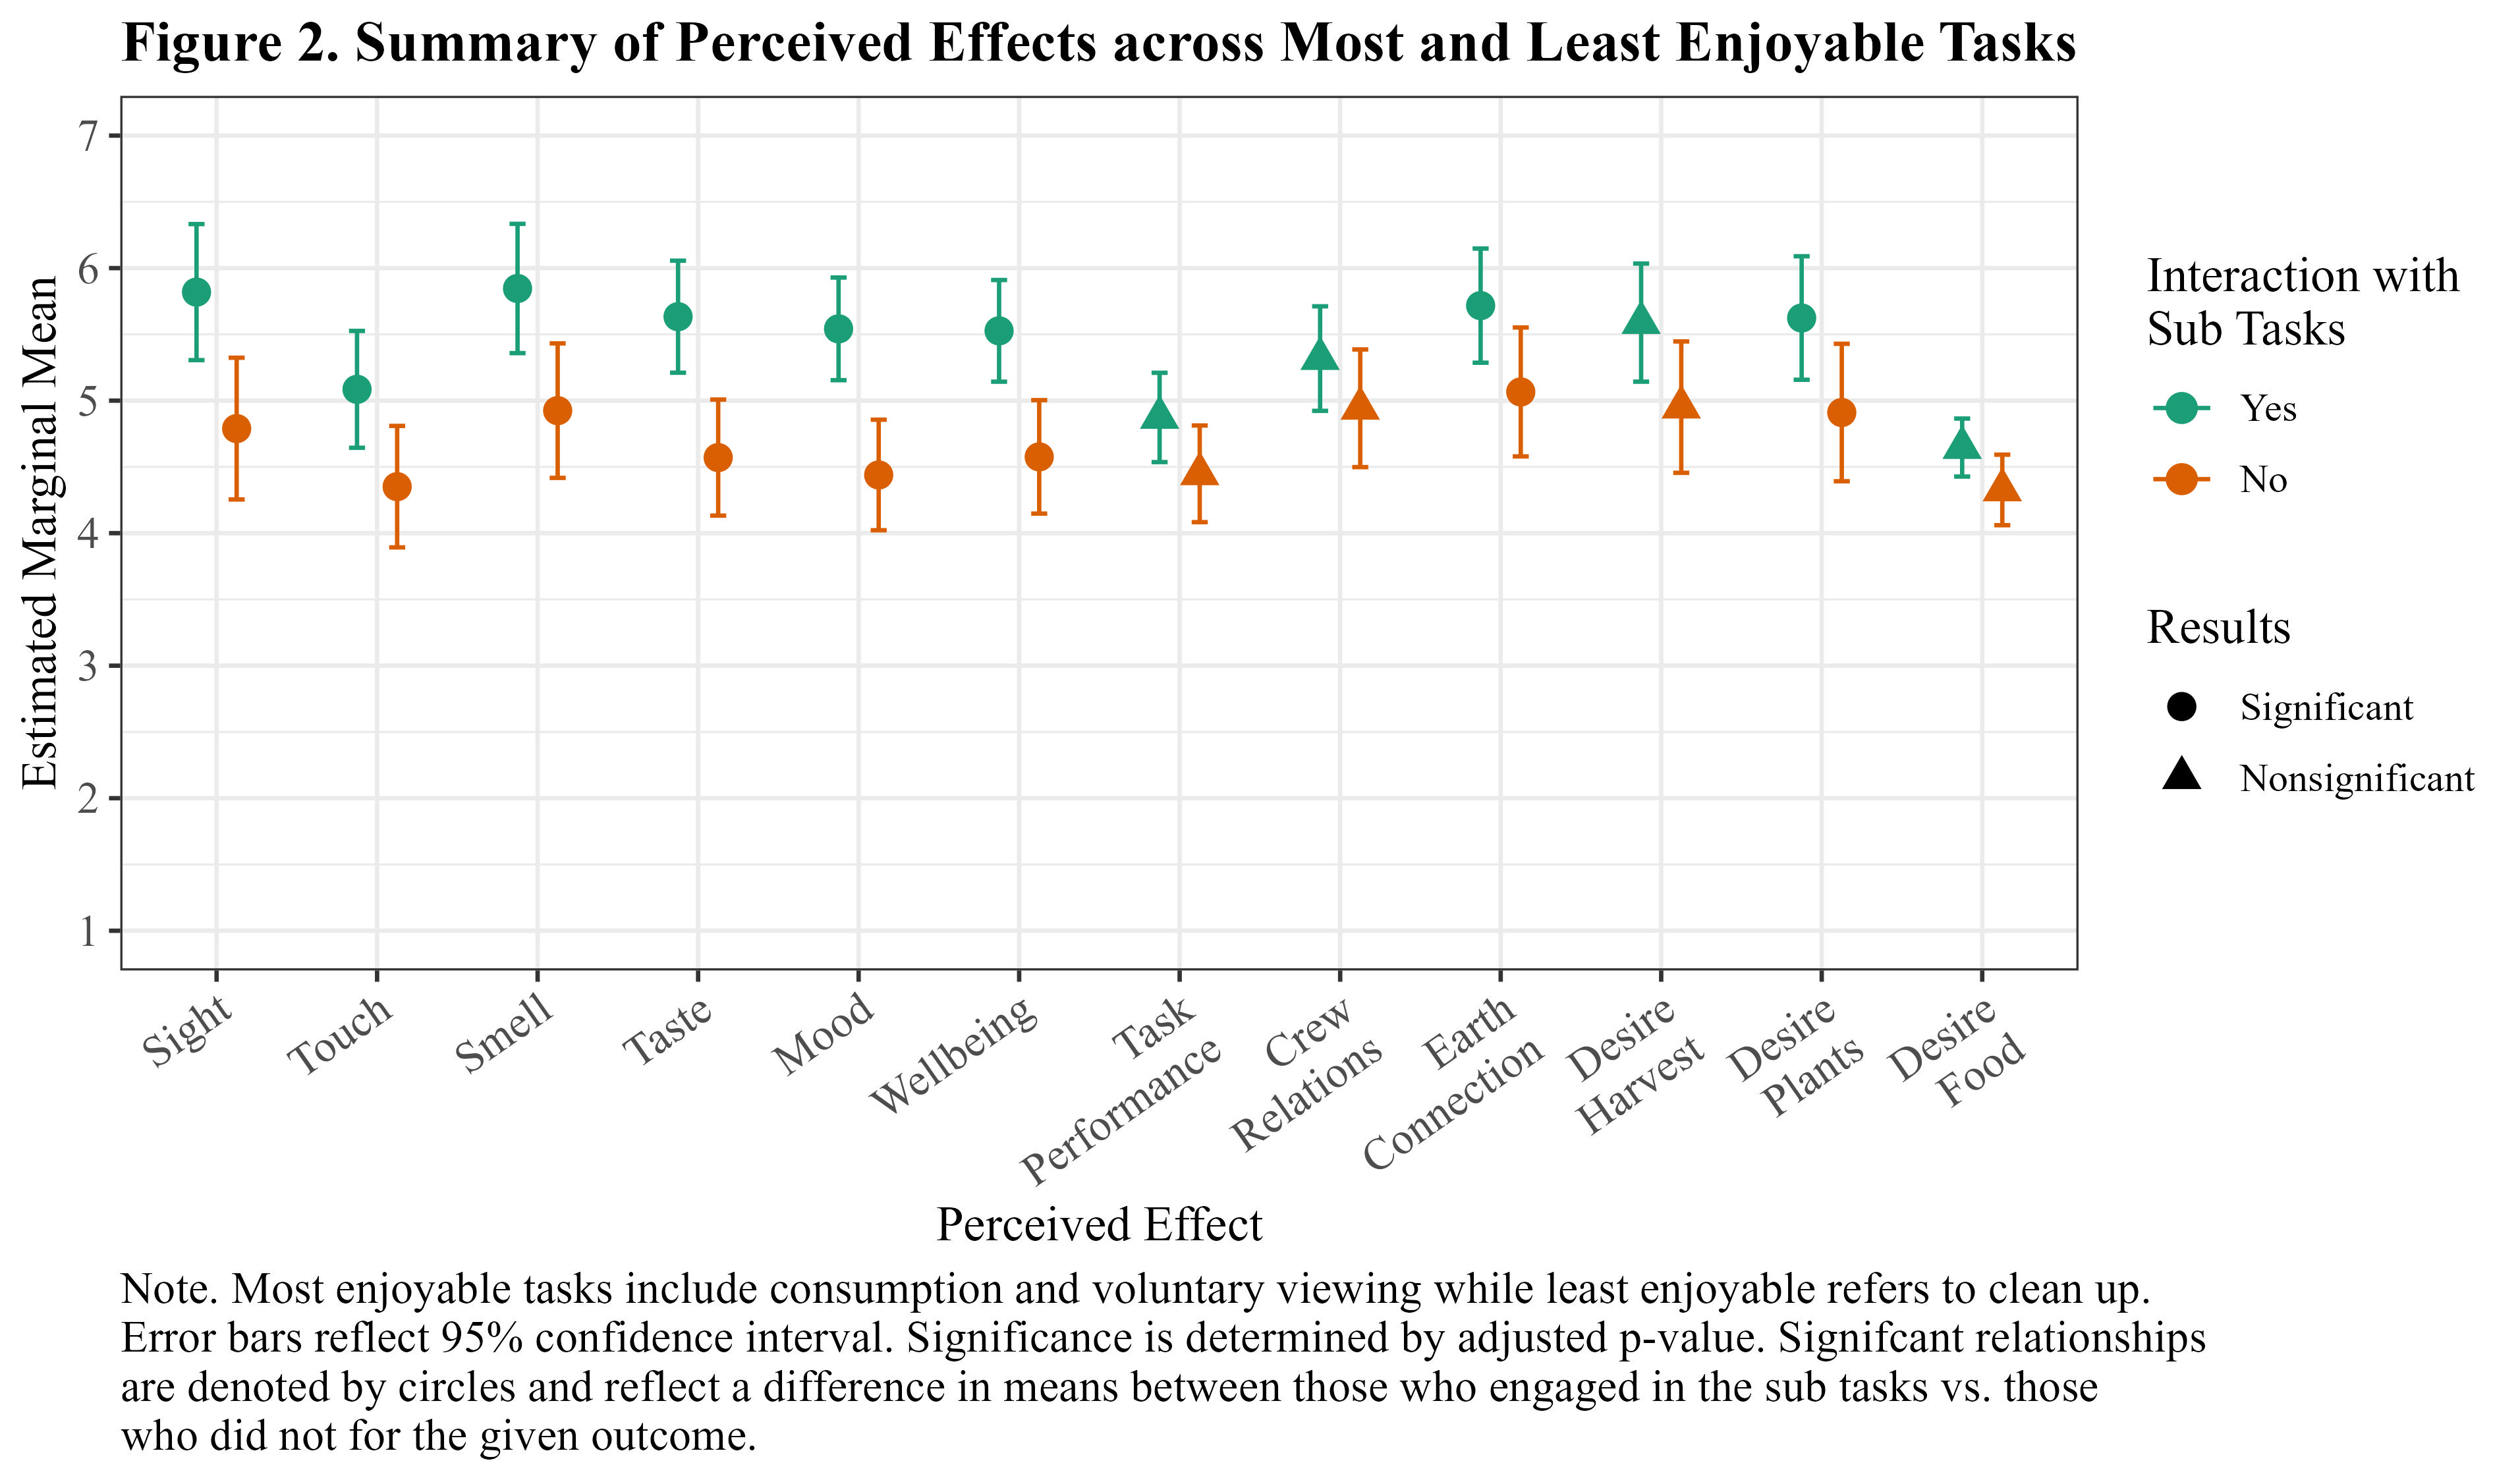 Figure 2. Summary of Perceived Effects across Most and Least Enjoyable Tasks
Estimated Marginal Mean
7
6
5
4
3
2
1
Sight
Touch
Smell
Taste
Mood
Wellbeing
Task
Performance
Crew
Relations
Earth
Connection
Desire
Harvest
Desire
Plants
Desire
Food
Perceived Effect
Interaction with
Sub Tasks
Yes
No
Results
Significant
Nonsignificant
Note. Most enjoyable tasks include consumption and voluntary viewing while least enjoyable refers to clean up.
Error bars reflect 95% confidence interval. Significance is determined by adjusted p-value. Signifcant relationships
are denoted by circles and reflect a difference in means between those who engaged in the sub tasks vs. those
who did not for the given outcome.